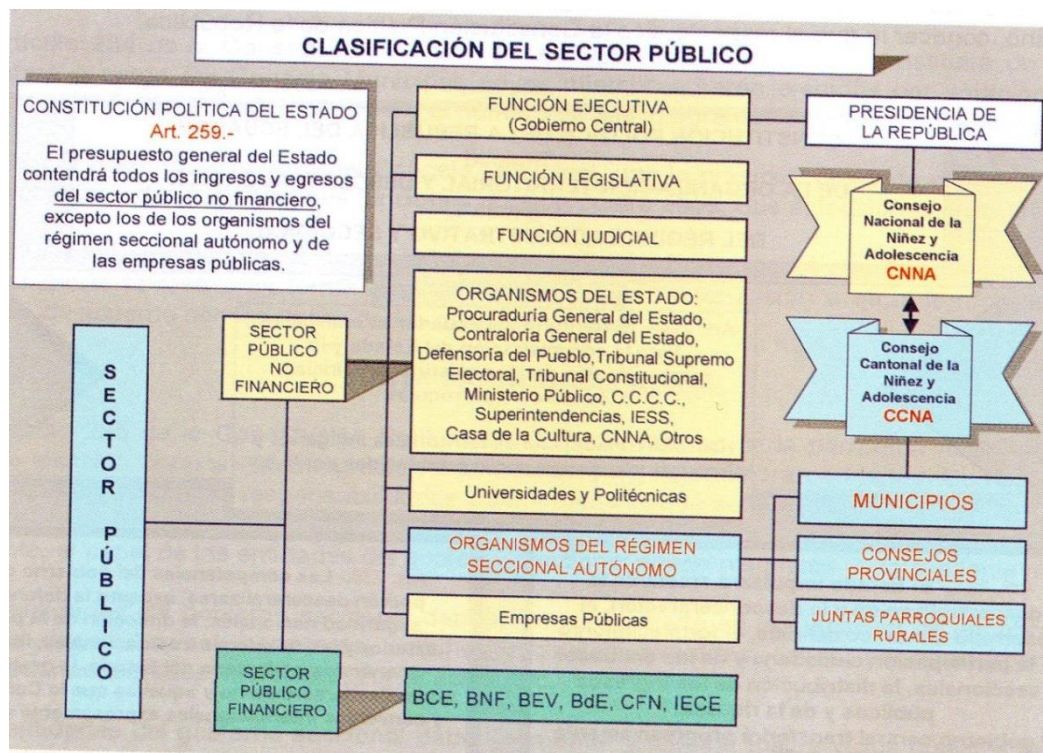 CLASIFICACIÓN DEL SECTOR PÚBLICO
CONSTITUCIÓN POLÍTICA DEL ESTADO
Art. 259.-
El presupuesto general del Estado
contendrá todos los ingresos y egresos
del sector público no financiero,
excepto los de los organismos del
régimen seccional autónomo y de
las empresas públicas.
FUNCIÓN EJECUTIVA
(Gobierno Central)
FUNCIÓN LEGISLATIVA
FUNCIÓN JUDICIAL
ORGANISMOS DEL ESTADO:
Procuraduría General del Estado,
Contraloría General del Estado,
Defensoría del Pueblo,Tribunal Supremo
Electoral, Tribunal Constitucional,
Ministerio Público, C.C.C.C.,
Superintendencias, IESS,
Casa de la Cultura, CNNA, Otros
Universidades y Politécnicas
ORGANISMOS DEL RÉGIMEN
SECCIONAL AUTÓNOMO
Empresas Públicas
PRESIDENCIA DE
LA REPÚBLICA
Consejo
Nacional de la
Niñez y
Adolescencia
CNNA
Consejo
Cantonal de la
Niñez y
Adolescencia
CCNA
MUNICIPIOS
CONSEJOS
PROVINCIALES
JUNTAS PARROQUIALES
RURALES
SECTOR PÚBLICO
SECTOR
PÚBLICO
NO
FINANCIERO
SECTOR
PÚBLICO
FINANCIERO
BCE, BNF, BEV, BdE, CFN, IECE